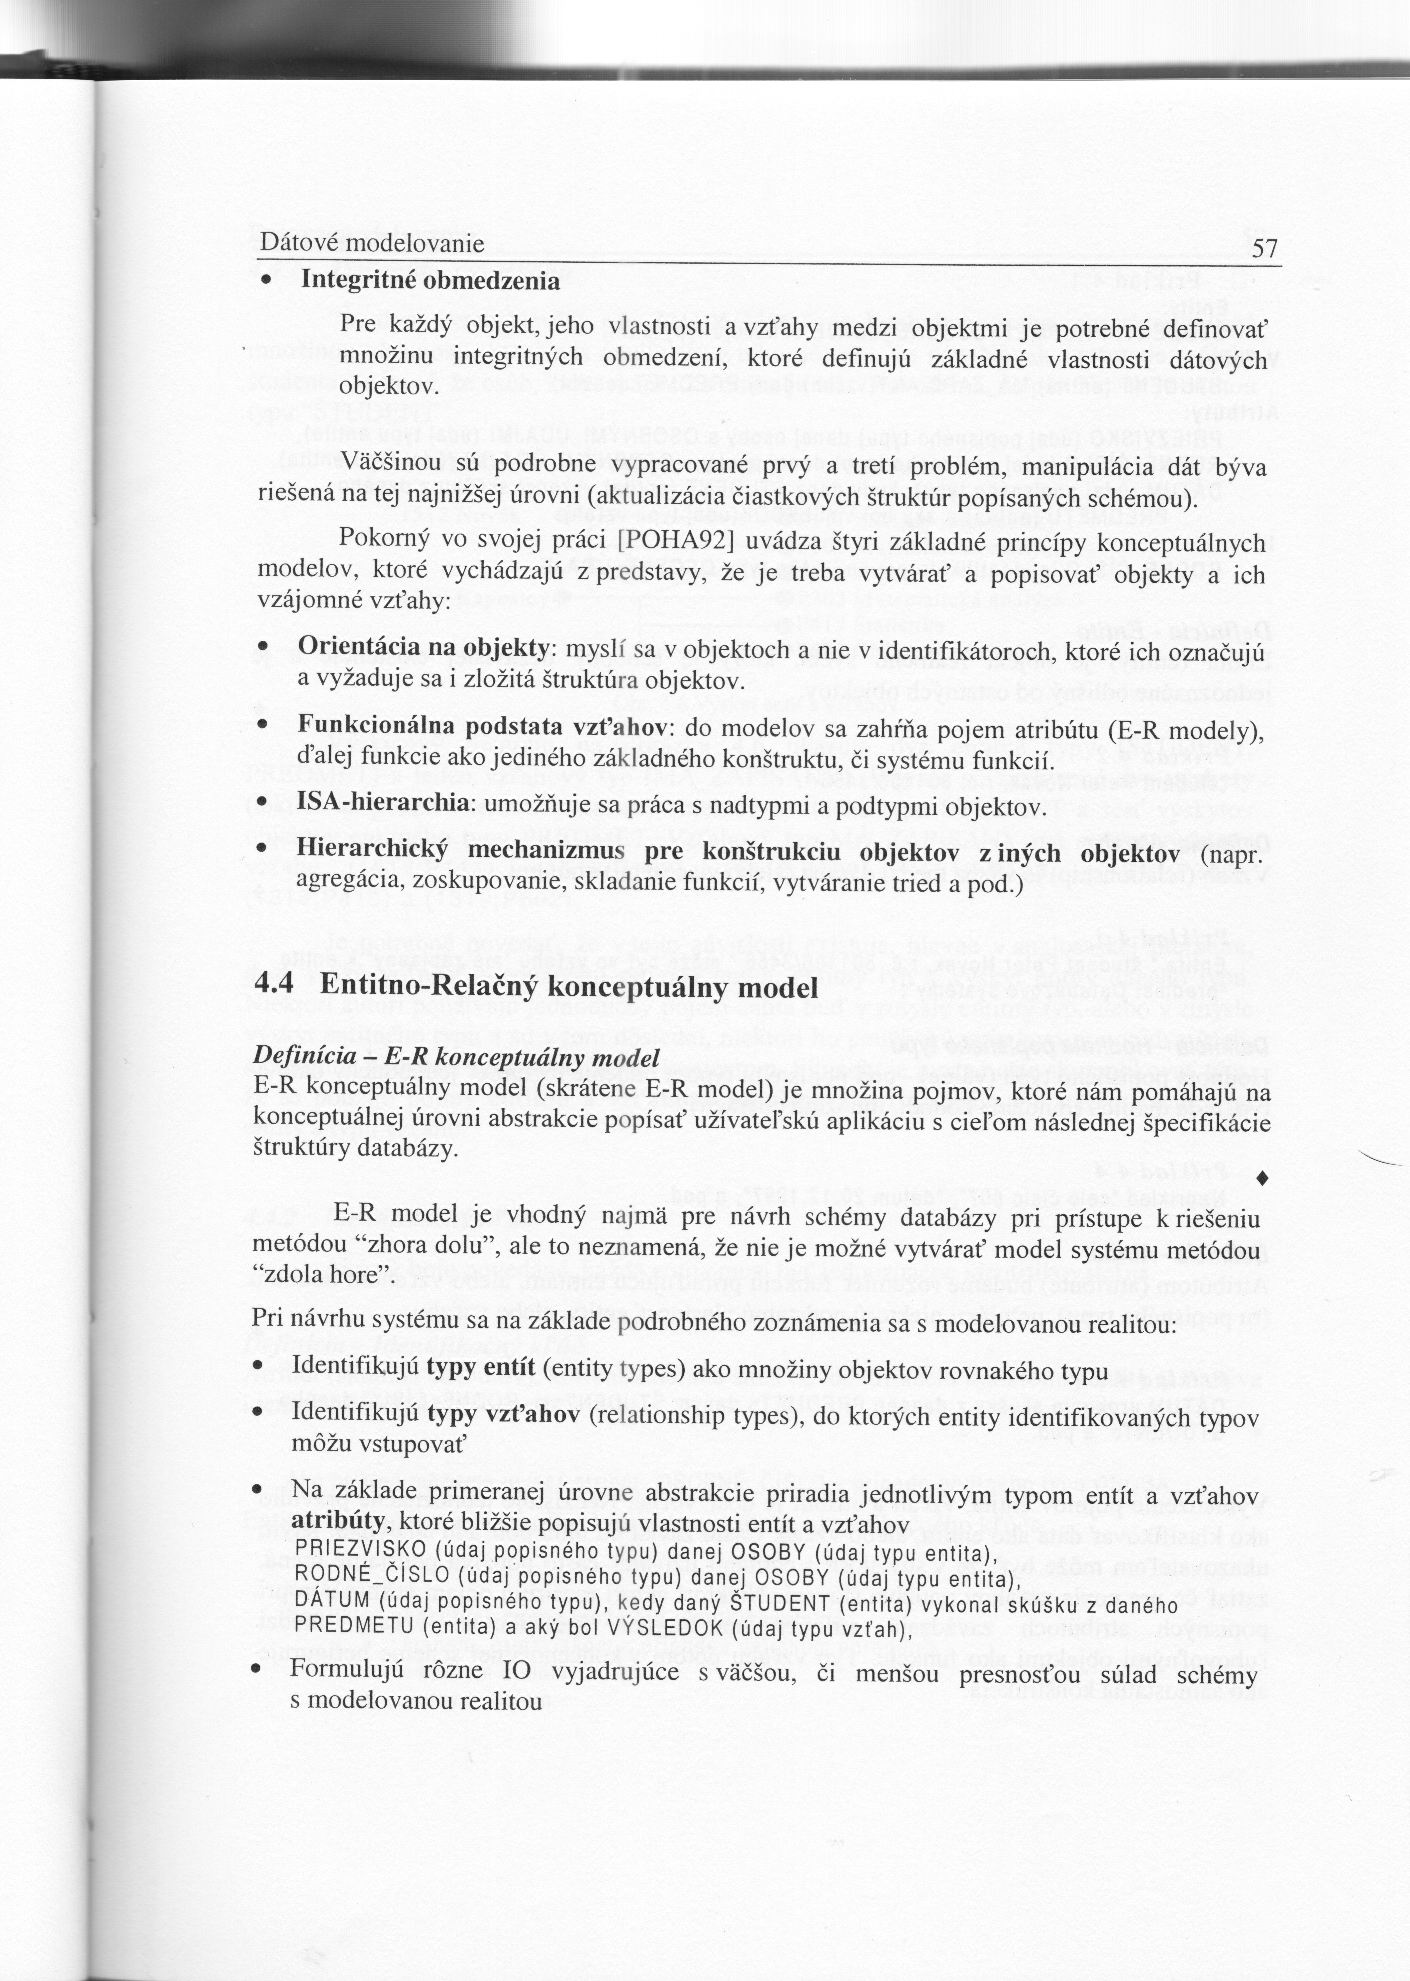 Dátové modelovanie 57
• Integritné obmedzenia
Pre každý objekt, jeho vlastnosti a vzťahy medzi objektmi je potrebné definovať
množinu integritných obmedzení, ktoré definujú základné vlastnosti dátových
objektov.
Väčšinou sú podrobne vypracované prvý a tretí problém, manipulácia dát býva
riešená na tej najnižšej úrovni (aktualizácia čiastkových štruktúr popísaných schémou).
Pokorný vo svojej práci [POHA92] uvádza štyri základné princípy konceptuálnych
modelov, ktoré vychádzajú z predstavy, že je treba vytvárať a popisovať objekty a ich
vzájomné vzťahy:
• Orientácia na objekty: myslí sa v objektoch a nie v identifikátoroch, ktoré ich označujú
a vyžaduje sa i zložitá štruktúra objektov.
• Funkcionálna podstata vzťahov: do modelov sa zahŕňa pojem atribútu (E-R modely),
ďalej funkcie ako jediného základného konštruktu, či systému funkcií.
• ISA-hierarchia: umožňuje sa práca s nadtypmi a podtypmi objektov.
• Hierarchický mechanizmus pre konštrukciu objektov z iných objektov (napr.
agregácia, zoskupovanie, skladanie funkcií, vytváranie tried a pod.)
4.4 Entitno-Relačný konceptuálny model
Definícia – E-R konceptuálny model
E-R konceptuálny model (skrátene E-R model) je množina pojmov, ktoré nám pomáhajú na
konceptuálnej úrovni abstrakcie popísať užívateľskú aplikáciu s cieľom následnej špecifikácie
štruktúry databázy.
♦
E-R model je vhodný najmä pre návrh schémy databázy pri prístupe k riešeniu
metódou “zhora dolu”, ale to neznamená, že nie je možné vytvárať model systému metódou
“zdola hore”.
Pri návrhu systému sa na základe podrobného zoznámenia sa s modelovanou realitou:
• Identifikujú typy entít (entity types) ako množiny objektov rovnakého typu
• Identifikujú typy vzťahov (relationship types), do ktorých entity identifikovaných typov
môžu vstupovať
• Na základe primeranej úrovne abstrakcie priradia jednotlivým typom entít a vzťahov
atribúty, ktoré bližšie popisujú vlastnosti entít a vzťahov
PRIEZVISKO (údaj popisného typu) danej OSOBY (údaj typu entita),
RODNÉ_ČÍSLO (údaj popisného typu) danej OSOBY (údaj typu entita),
DÁTUM (údaj popisného typu), kedy daný ŠTUDENT (entita) vykonal skúšku z daného
PREDMETU (entita) a aký bol VÝSLEDOK (údaj typu vzťah),
• Formulujú rôzne IO vyjadrujúce s väčšou, či menšou presnosťou súlad schémy
s modelovanou realitou